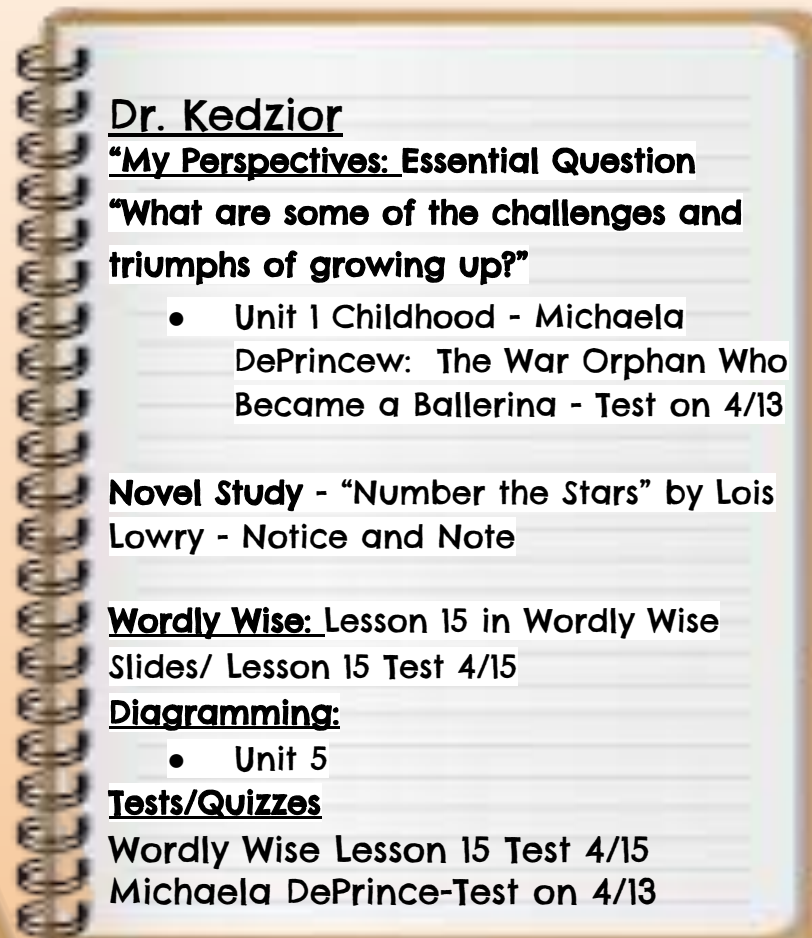 Dr. Kedzior
“My Perspectives: Essential Question
“What are some of the challenges and
triumphs of growing up?”
● Unit 1 Childhood - Michaela
DePrincew: The War Orphan Who
Became a Ballerina - Test on 4/13
Novel Study - “Number the Stars” by Lois
Lowry - Notice and Note
Wordly Wise: Lesson 15 in Wordly Wise
Slides/ Lesson 15 Test 4/15
Diagramming:
● Unit 5
Tests/Quizzes
Wordly Wise Lesson 15 Test 4/15
Michaela DePrince-Test on 4/13